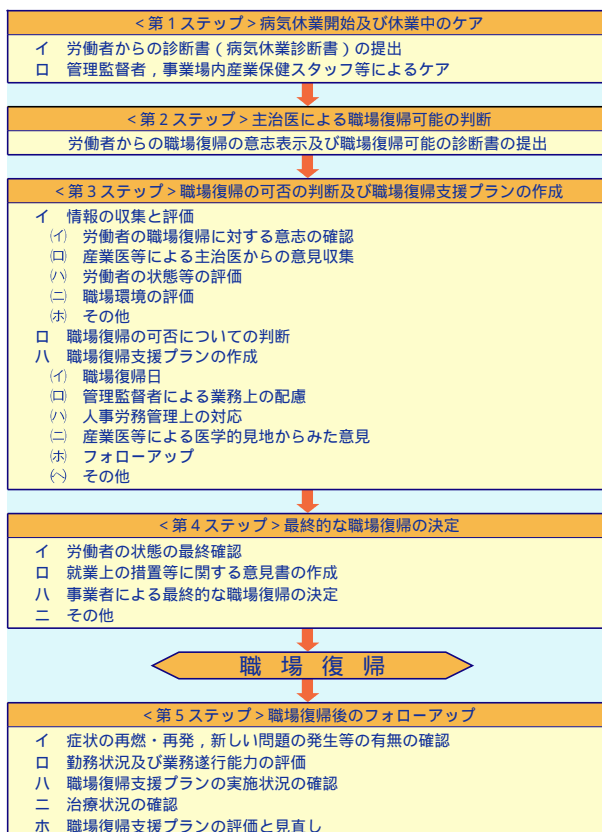 <第1ステップ>病気休業開始及び休業中のケア
イ 労働者からの診断書(病気休業診断書)の提出
ロ 管理監督者,事業場内産業保健スタッフ等によるケア
<第2ステップ>主治医による職場復帰可能の判断
労働者からの職場復帰の意志表示及び職場復帰可能の診断書の提出
<第3ステップ>職場復帰の可否の判断及び職場復帰支援プランの作成
イ 情報の収集と評価
(イ) 労働者の職場復帰に対する意志の確認
(ロ) 産業医等による主治医からの意見収集
(ハ) 労働者の状態等の評価
(ニ) 職場環境の評価
(ホ) その他
ロ 職場復帰の可否についての判断
ハ 職場復帰支援プランの作成
(イ) 職場復帰日
(ロ) 管理監督者による業務上の配慮
(ハ) 人事労務管理上の対応
(ニ) 産業医等による医学的見地からみた意見
(ホ) フォローアップ
(ヘ) その他
<第4ステップ>最終的な職場復帰の決定
イ 労働者の状態の最終確認
ロ 就業上の措置等に関する意見書の作成
ハ 事業者による最終的な職場復帰の決定
ニ その他
職場復帰
<第5ステップ>職場復帰後のフォローアップ
イ 症状の再燃・再発,新しい問題の発生等の有無の確認
ロ 勤務状況及び業務遂行能力の評価
ハ 職場復帰支援プランの実施状況の確認
ニ 治療状況の確認
ホ 職場復帰支援プランの評価と見直し